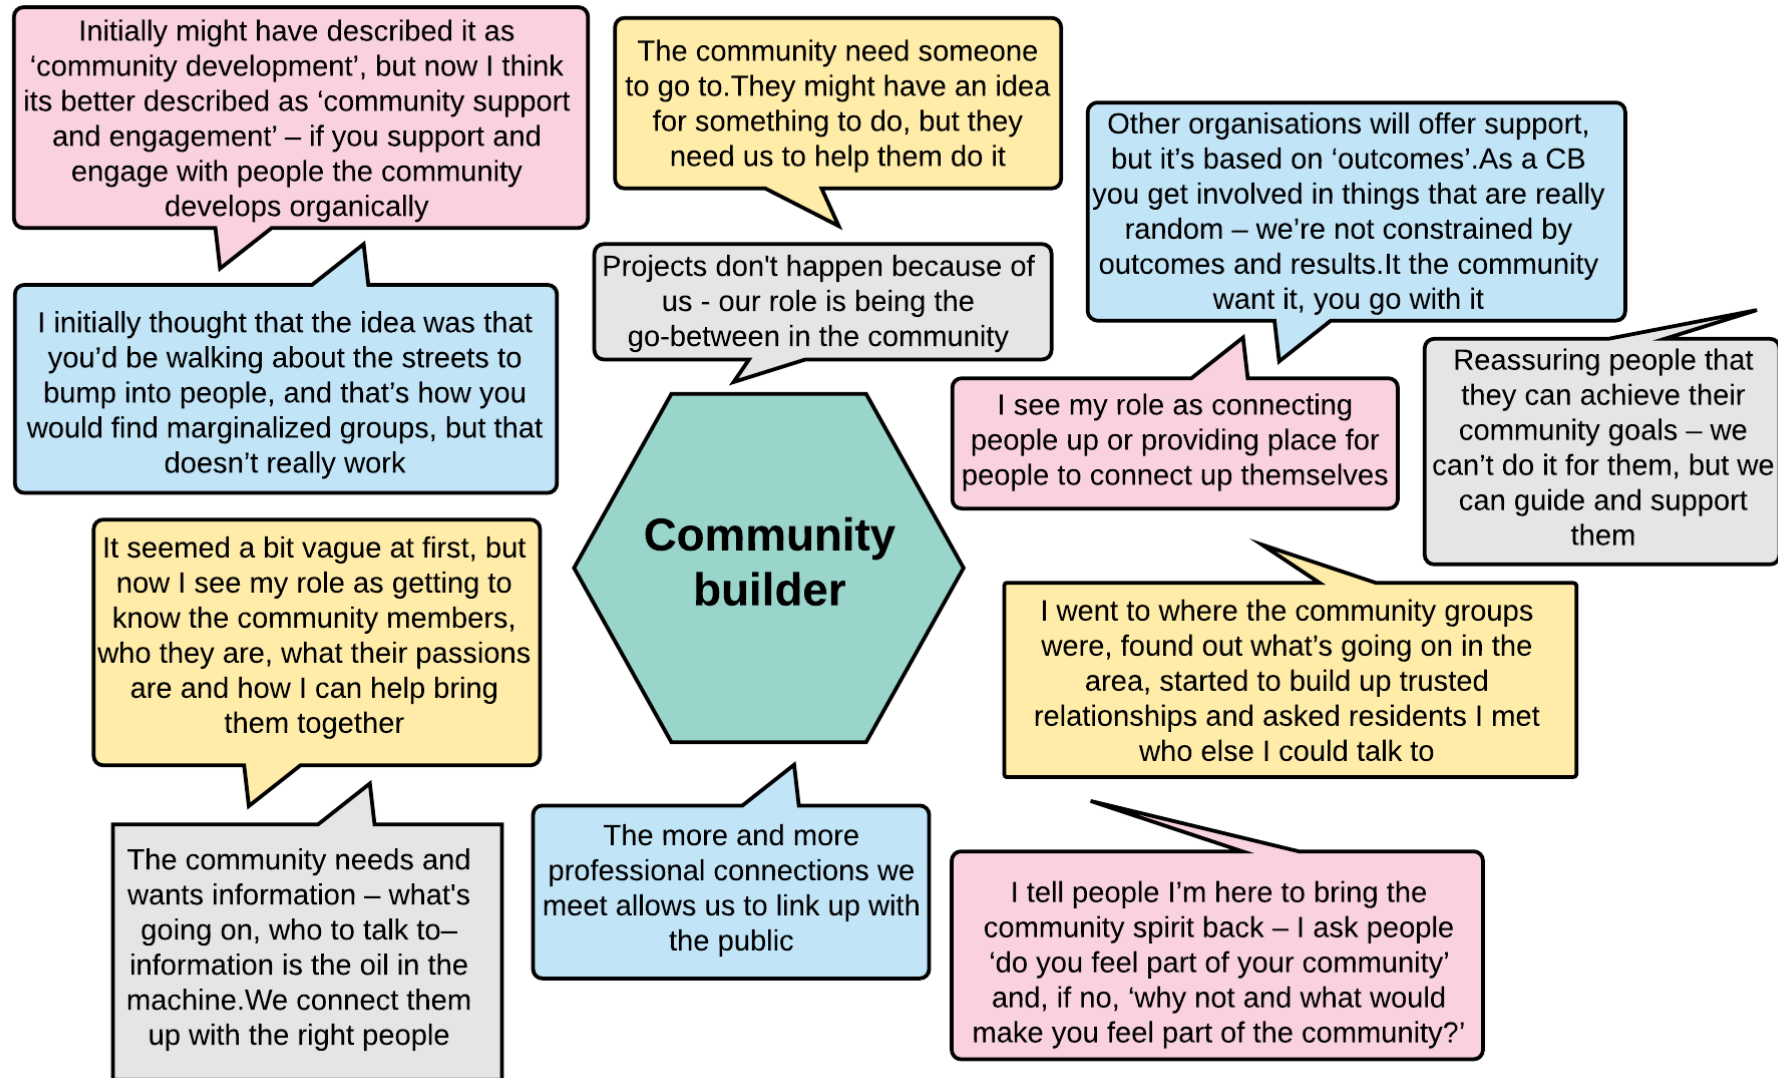 Initially might have described it as
‘community development’, but now I think
its better described as ‘community support
and engagement’ – if you support and
engage with people the community
develops organically
The community need someone
to go to.They might have an idea
for something to do, but they
need us to help them do it
Other organisations will offer support,
but it’s based on ‘outcomes’.As a CB
you get involved in things that are really
random – we’re not constrained by
outcomes and results.It the community
want it, you go with it
Projects don't happen because of
us - our role is being the
go-between in the community
I initially thought that the idea was that
you’d be walking about the streets to
bump into people, and that’s how you
would find marginalized groups, but that
doesn’t really work
I see my role as connecting
people up or providing place for
people to connect up themselves
Reassuring people that
they can achieve their
community goals – we
can’t do it for them, but we
can guide and support
them
Community
builder
It seemed a bit vague at first, but
now I see my role as getting to
know the community members,
who they are, what their passions
are and how I can help bring
them together
I went to where the community groups
were, found out what’s going on in the
area, started to build up trusted
relationships and asked residents I met
who else I could talk to
The community needs and
wants information – what's
going on, who to talk to–
information is the oil in the
machine.We connect them
up with the right people
The more and more
professional connections we
meet allows us to link up with
the public
I tell people I’m here to bring the
community spirit back – I ask people
‘do you feel part of your community’
and, if no, ‘why not and what would
make you feel part of the community?’